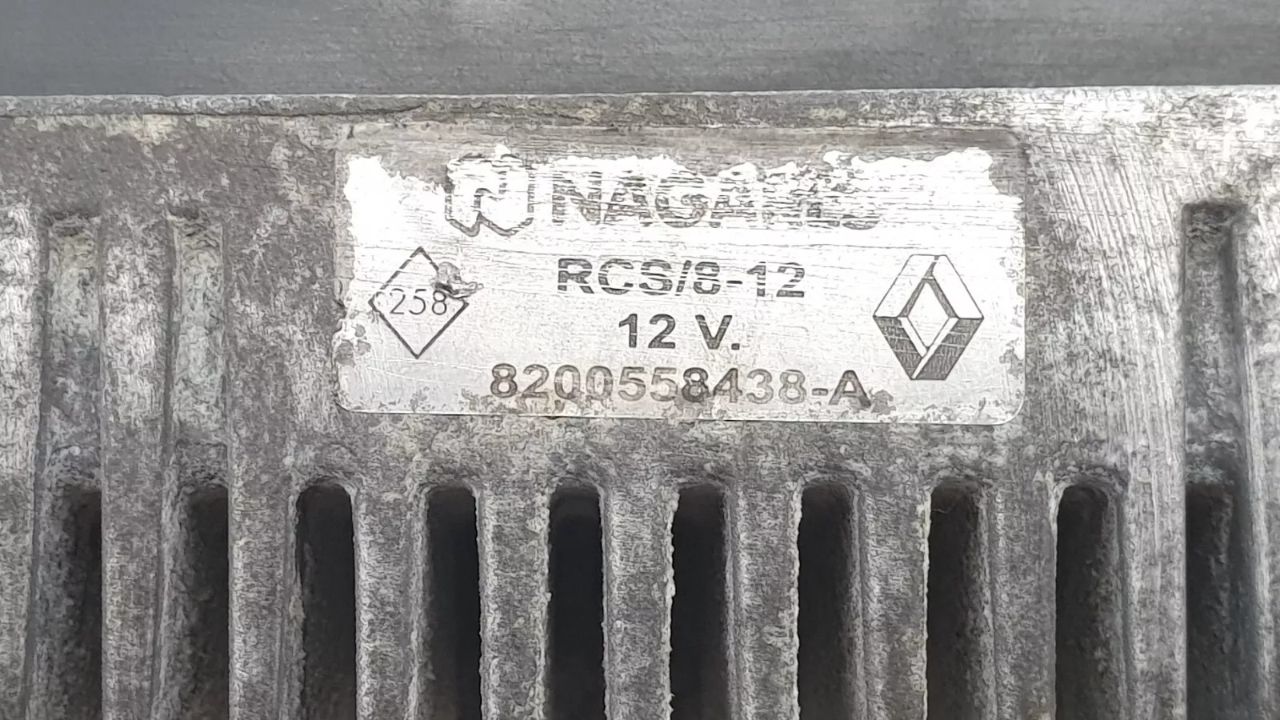 NAGARES
RCS/8-12
258
12 V.
8200558438-A